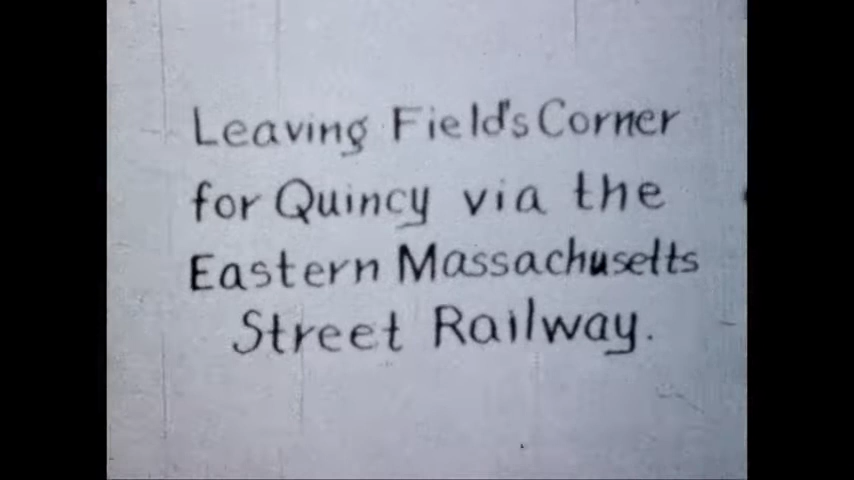 Leaving Field's Corner
for Quincy via the
Eastern Massachusetts
Street Railway.